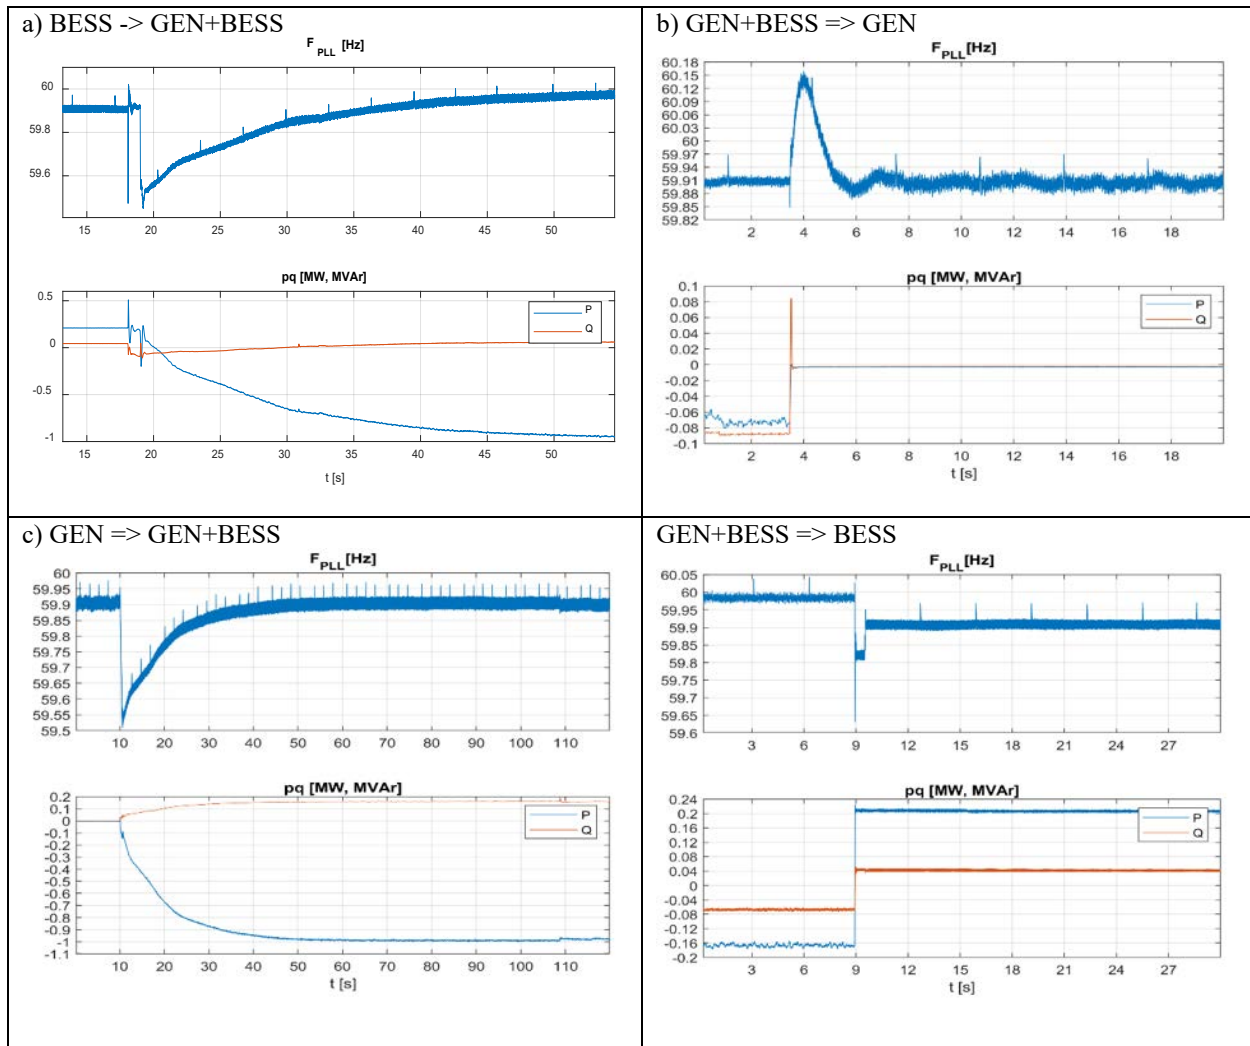 a) BESS -> GEN+BESS
F PLL [Hz]
60
59.8
59.6
15 20 25 30 35 40 45 50
pq [MW, MVAr]
0.5
0
-0.5
-1
P
Q
15 20 25 30 35 40 45 50
t [s]
b) GEN+BESS => GEN
F PLL [Hz]
60.18
60.15
60.12
60.09
60.06
60.03
60
59.97
59.94
59.91
59.88
59.85
59.82
2 4 6 8 10 12 14 16 18
pq [MW, MVAr]
0.1
0.08
0.06
0.04
0.02
0
-0.02
-0.04
-0.06
-0.08
-0.1
P
Q
2 4 6 8 10 12 14 16 18
t [s]
c) GEN => GEN+BESS
F PLL [Hz]
60
59.95
59.9
59.85
59.8
59.75
59.7
59.65
59.6
59.55
59.5
10 20 30 40 50 60 70 80 90 100 110
pq [MW, MVAr]
0.2
0.1
0
-0.1
-0.2
-0.3
-0.4
-0.5
-0.6
-0.7
-0.8
-0.9
-1
-1.1
P
Q
10 20 30 40 50 60 70 80 90 100 110
t [s]
GEN+BESS => BESS
F PLL [Hz]
60.05
60
59.95
59.9
59.85
59.8
59.75
59.7
59.65
59.6
3 6 9 12 15 18 21 24 27
pq [MW, MVAr]
0.24
0.2
0.16
0.12
0.08
0.04
0
-0.04
-0.08
-0.12
-0.16
-0.2
P
Q
3 6 9 12 15 18 21 24 27
t [s]